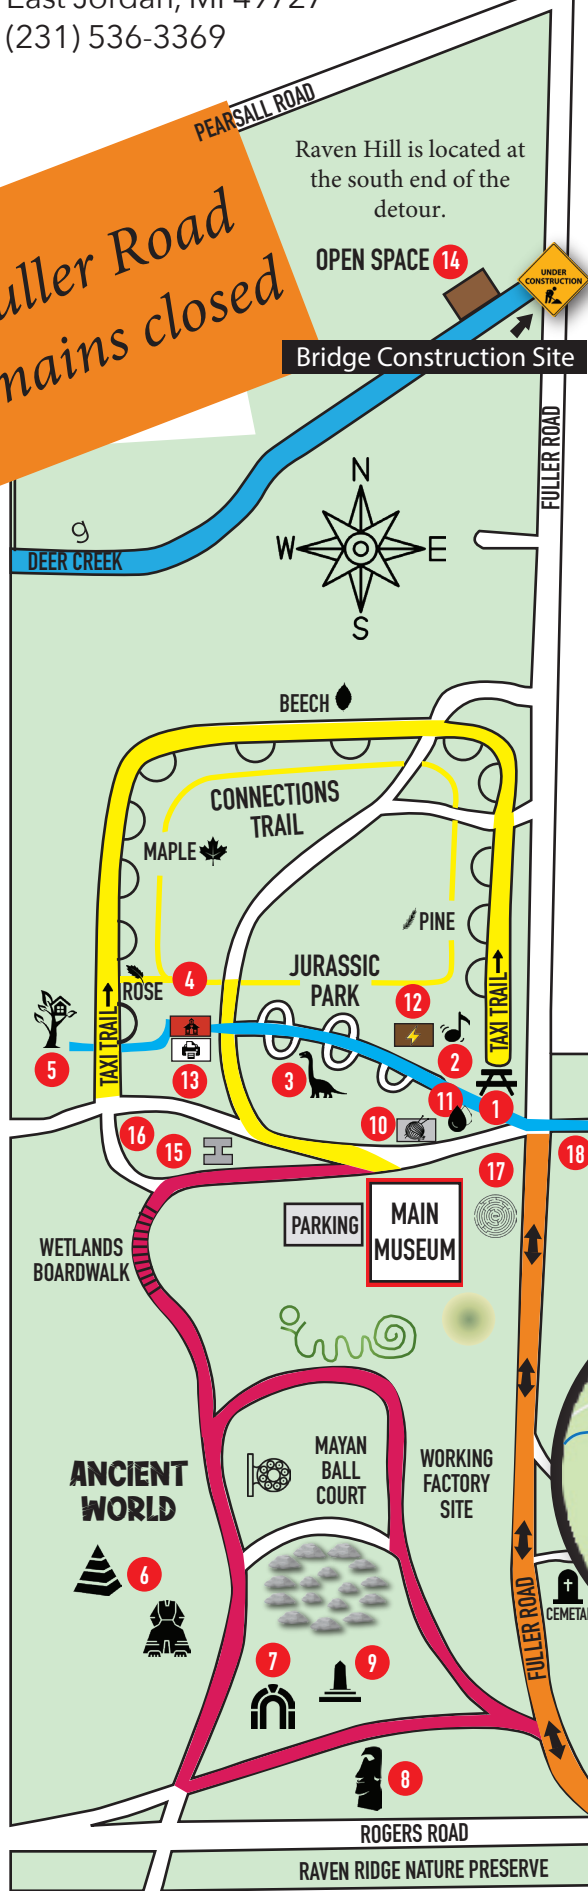 East Jordan, MI 49727
(231) 536-3369
PEARSALL ROAD
Raven Hill is located at
the south end of the
detour.
Road
closed
OPEN SPACE 14
UNDER
CONSTRUCTION
Bridge Construction Site
FULLER ROAD
g
DEER CREEK
N
W E
S
BEECH
CONNECTIONS
TRAIL
MAPLE
PINE
JURASSIC
PARK
4
ROSE
12
TAXI TRAIL
TAXI TRAIL
5
13
3
2
11
1
10
16
15
17
18
PARKING
MAIN
MUSEUM
WETLANDS
BOARDWALK
MAYAN
BALL
COURT
WORKING
FACTORY
SITE
ANCIENT
WORLD
6
7
9
8
FULLER ROAD
ROGERS ROAD
RAVEN RIDGE NATURE PRESERVE